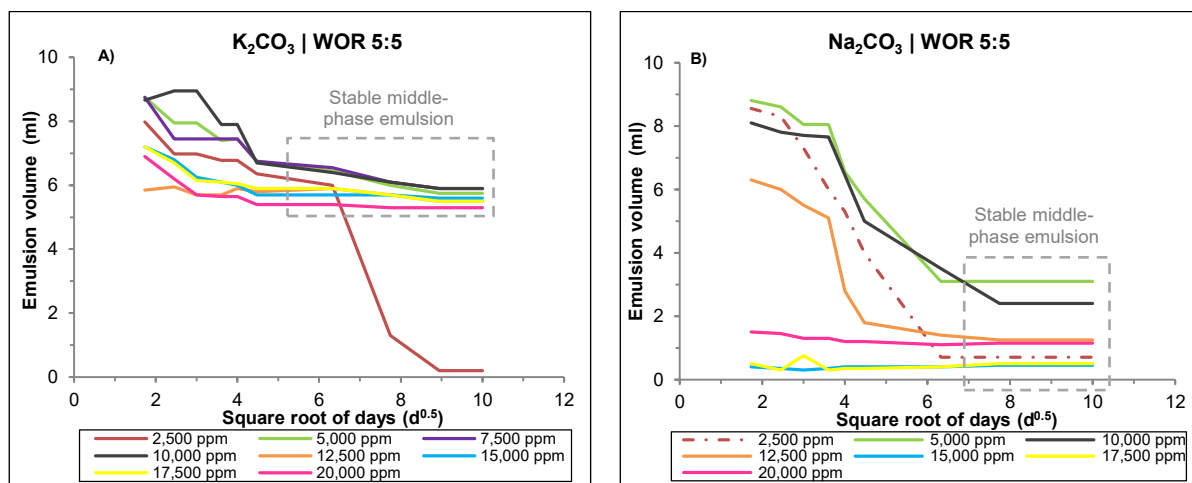 K₂CO₃ | WOR 5:5
A)
Stable middle-
phase emulsion
Emulsion volume (ml)
10
8
6
4
2
0
0 2 4 6 8 10 12
Square root of days (d⁰·⁵)
2,500 ppm 5,000 ppm 7,500 ppm
10,000 ppm 12,500 ppm 15,000 ppm
17,500 ppm 20,000 ppm
Na₂CO₃ | WOR 5:5
B)
Stable middle-
phase emulsion
Emulsion volume (ml)
10
8
6
4
2
0
0 2 4 6 8 10 12
Square root of days (d⁰·⁵)
2,500 ppm 5,000 ppm 10,000 ppm
12,500 ppm 15,000 ppm 17,500 ppm
20,000 ppm